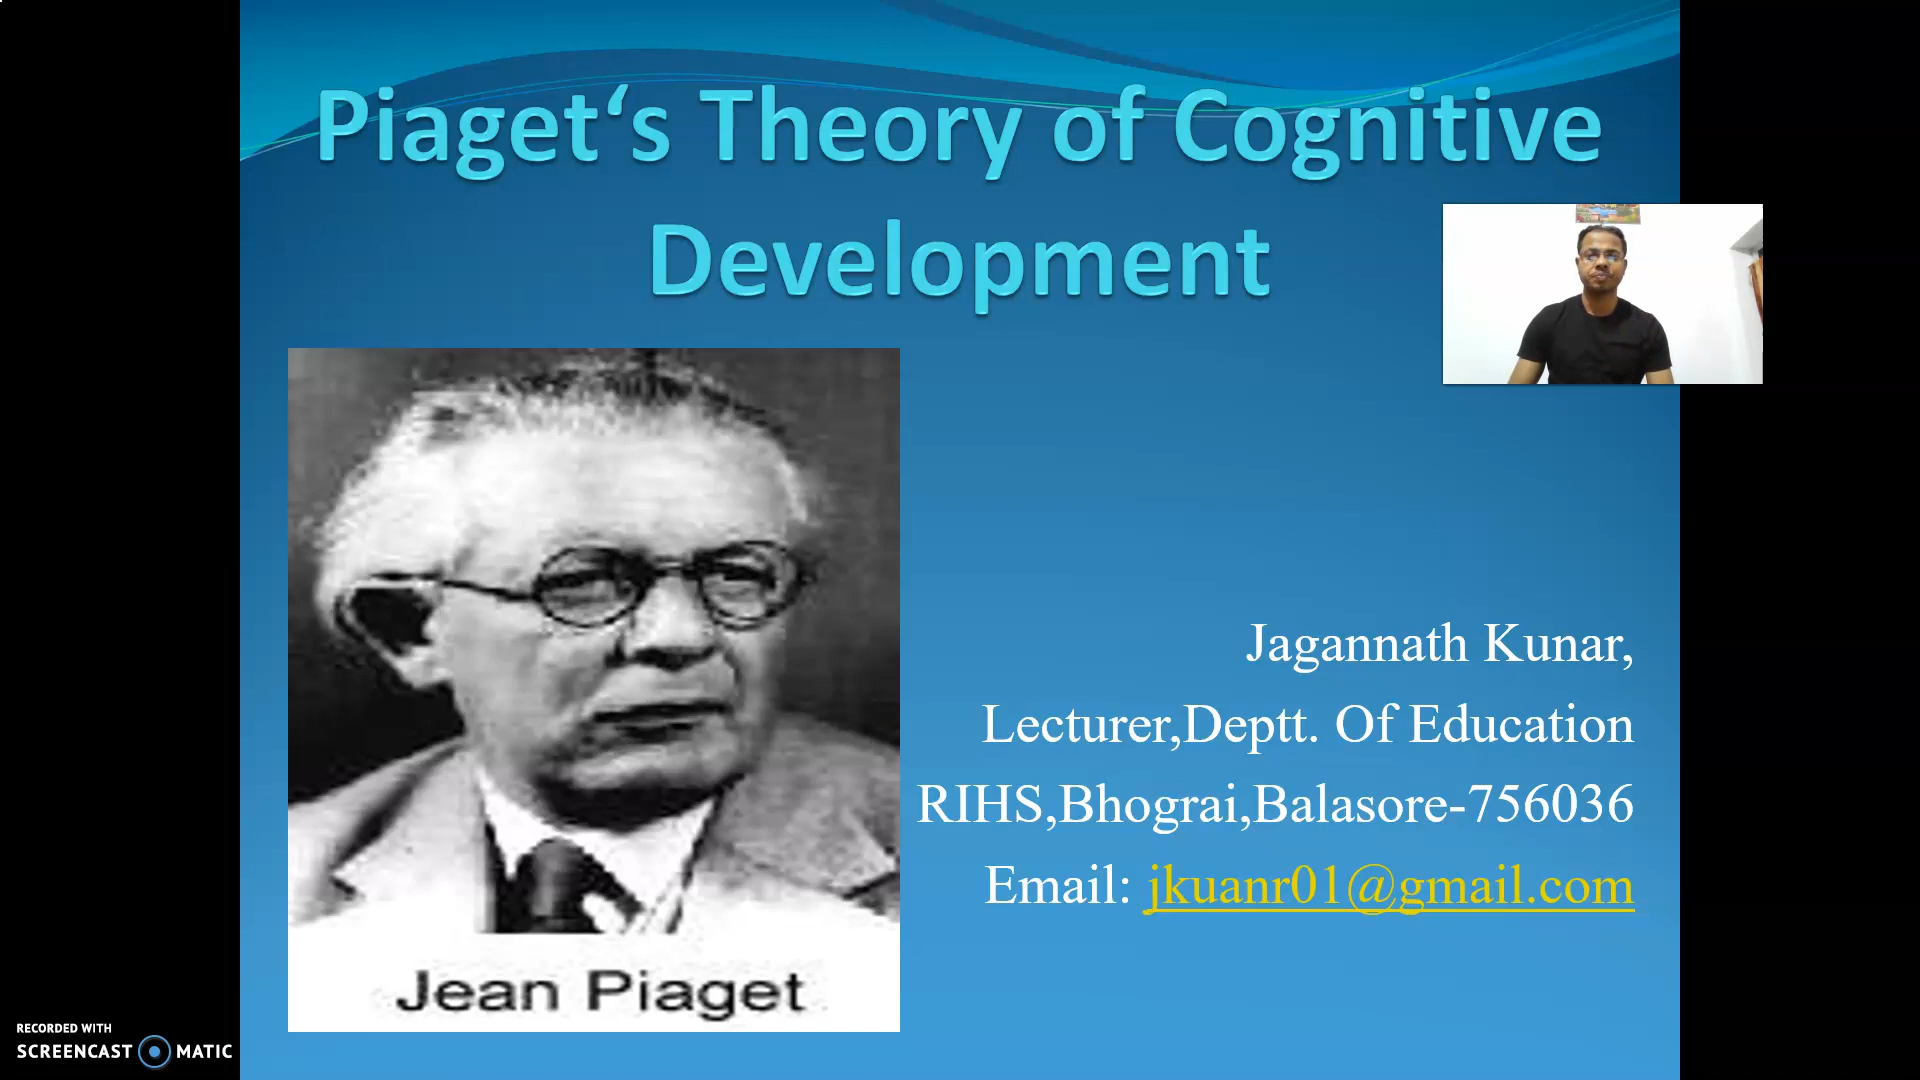 Piaget‘s Theory of Cognitive
Development
Jagannath Kunar,
Lecturer,Deptt. Of Education
RIHS,Bhograi,Balasore-756036
Email: jkuanr01@gmail.com
Jean Piaget
RECORDED WITH
SCREENCAST MATIC